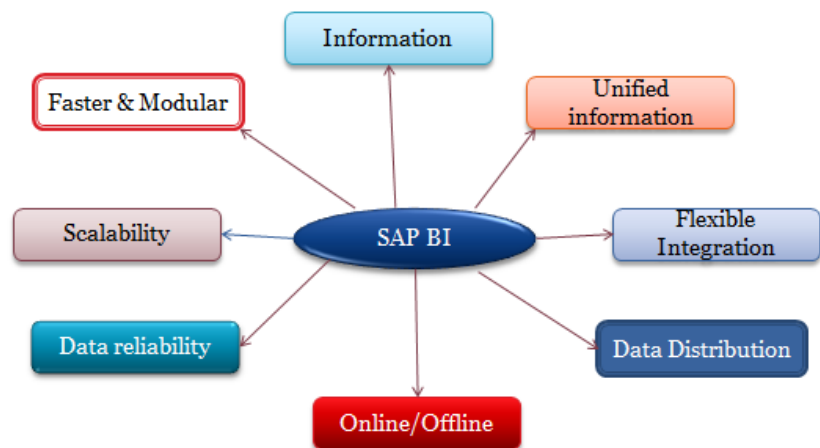 Information
Faster & Modular
Unified
information
Scalability
SAP BI
Flexible
Integration
Data reliability
Data Distribution
Online/Offline